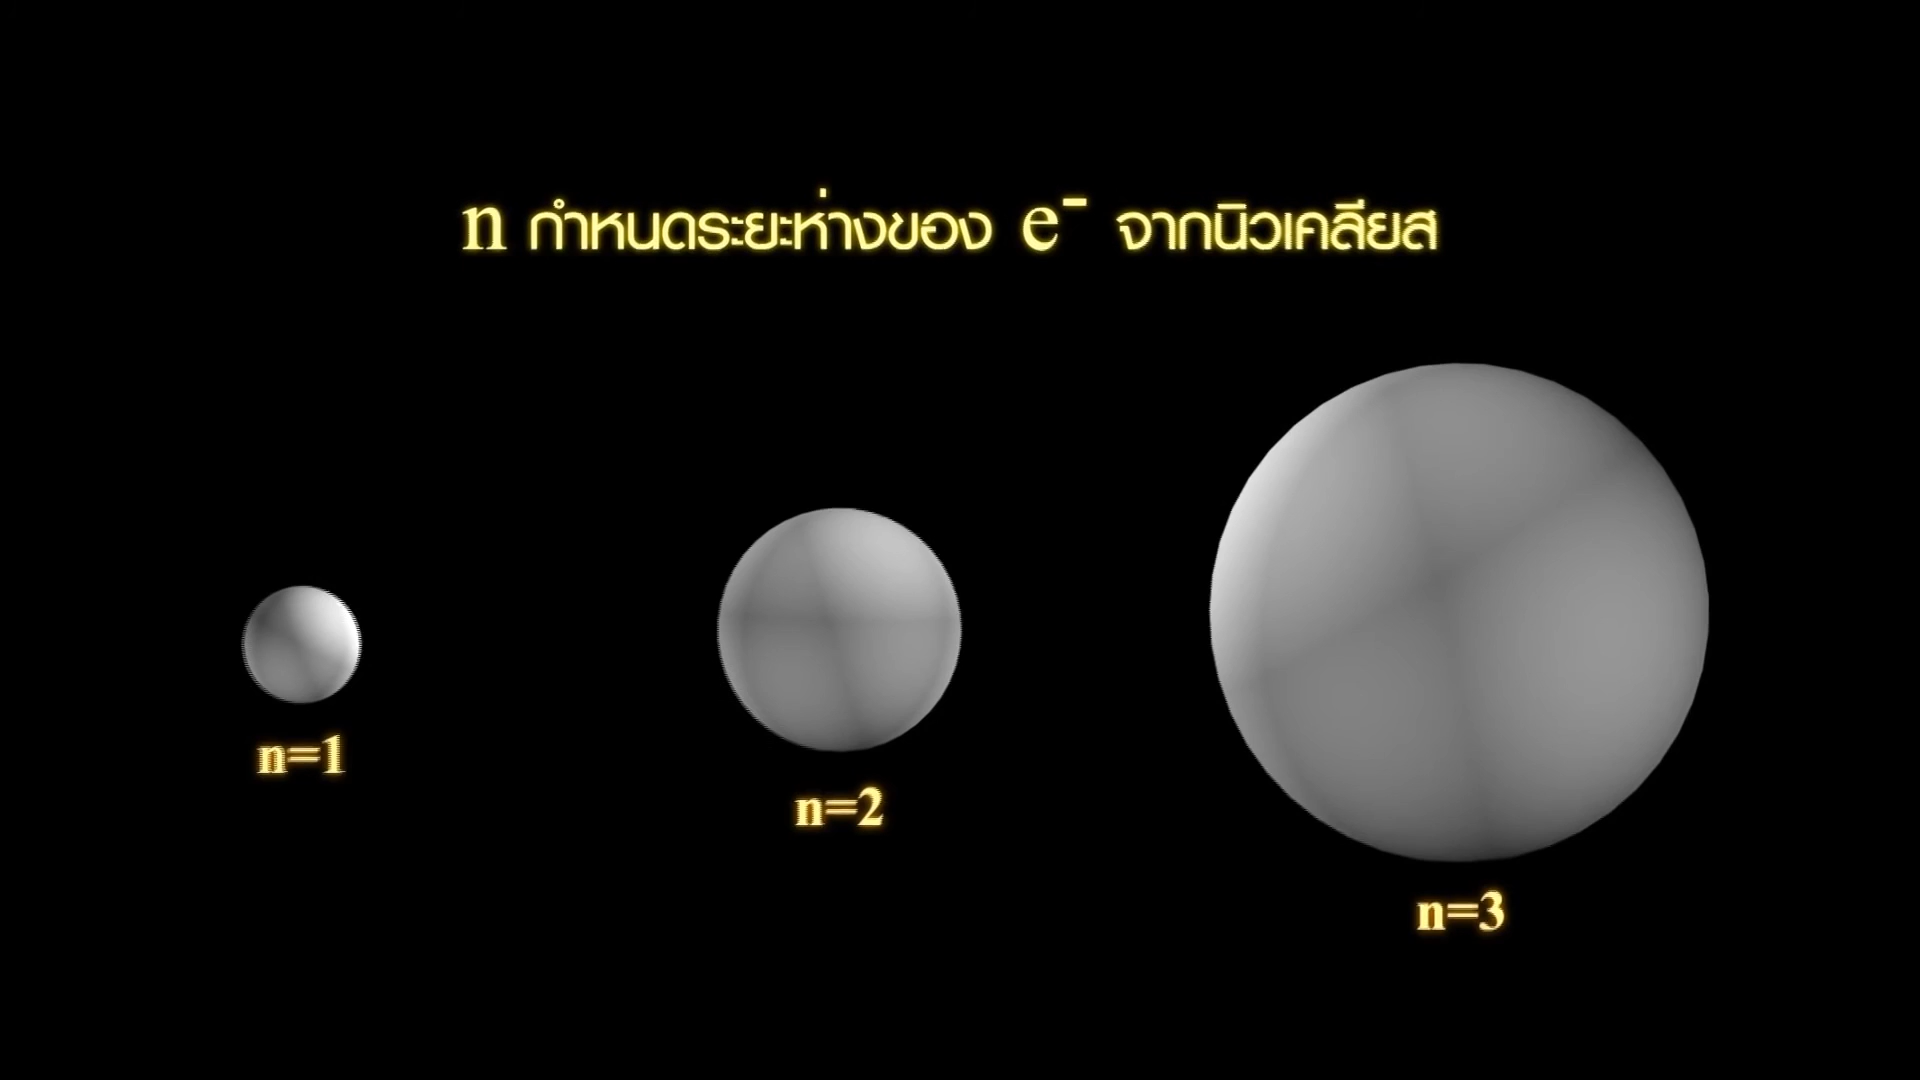 n กำหนดระยะห่างของ e⁻ จากนิวเคลียส
n=1
n=2
n=3